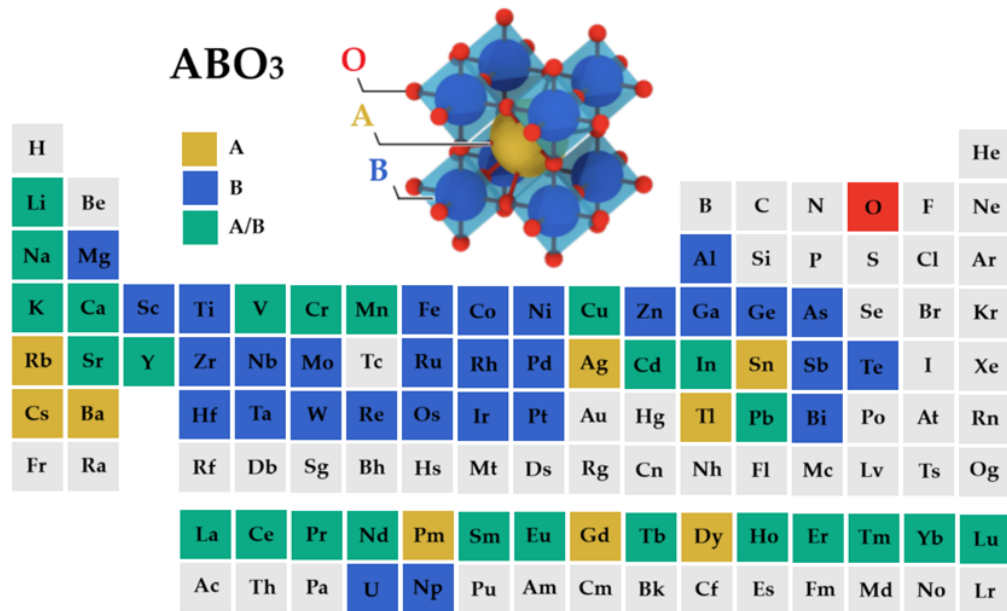 ABO3
O
A
B
A
B
A/B
H He
Li Be B C N O F Ne
Na Mg Al Si P S Cl Ar
K Ca Sc Ti V Cr Mn Fe Co Ni Cu Zn Ga Ge As Se Br Kr
Rb Sr Y Zr Nb Mo Tc Ru Rh Pd Ag Cd In Sn Sb Te I Xe
Cs Ba Hf Ta W Re Os Ir Pt Au Hg Tl Pb Bi Po At Rn
Fr Ra Rf Db Sg Bh Hs Mt Ds Rg Cn Nh Fl Mc Lv Ts Og
La Ce Pr Nd Pm Sm Eu Gd Tb Dy Ho Er Tm Yb Lu
Ac Th Pa U Np Pu Am Cm Bk Cf Es Fm Md No Lr